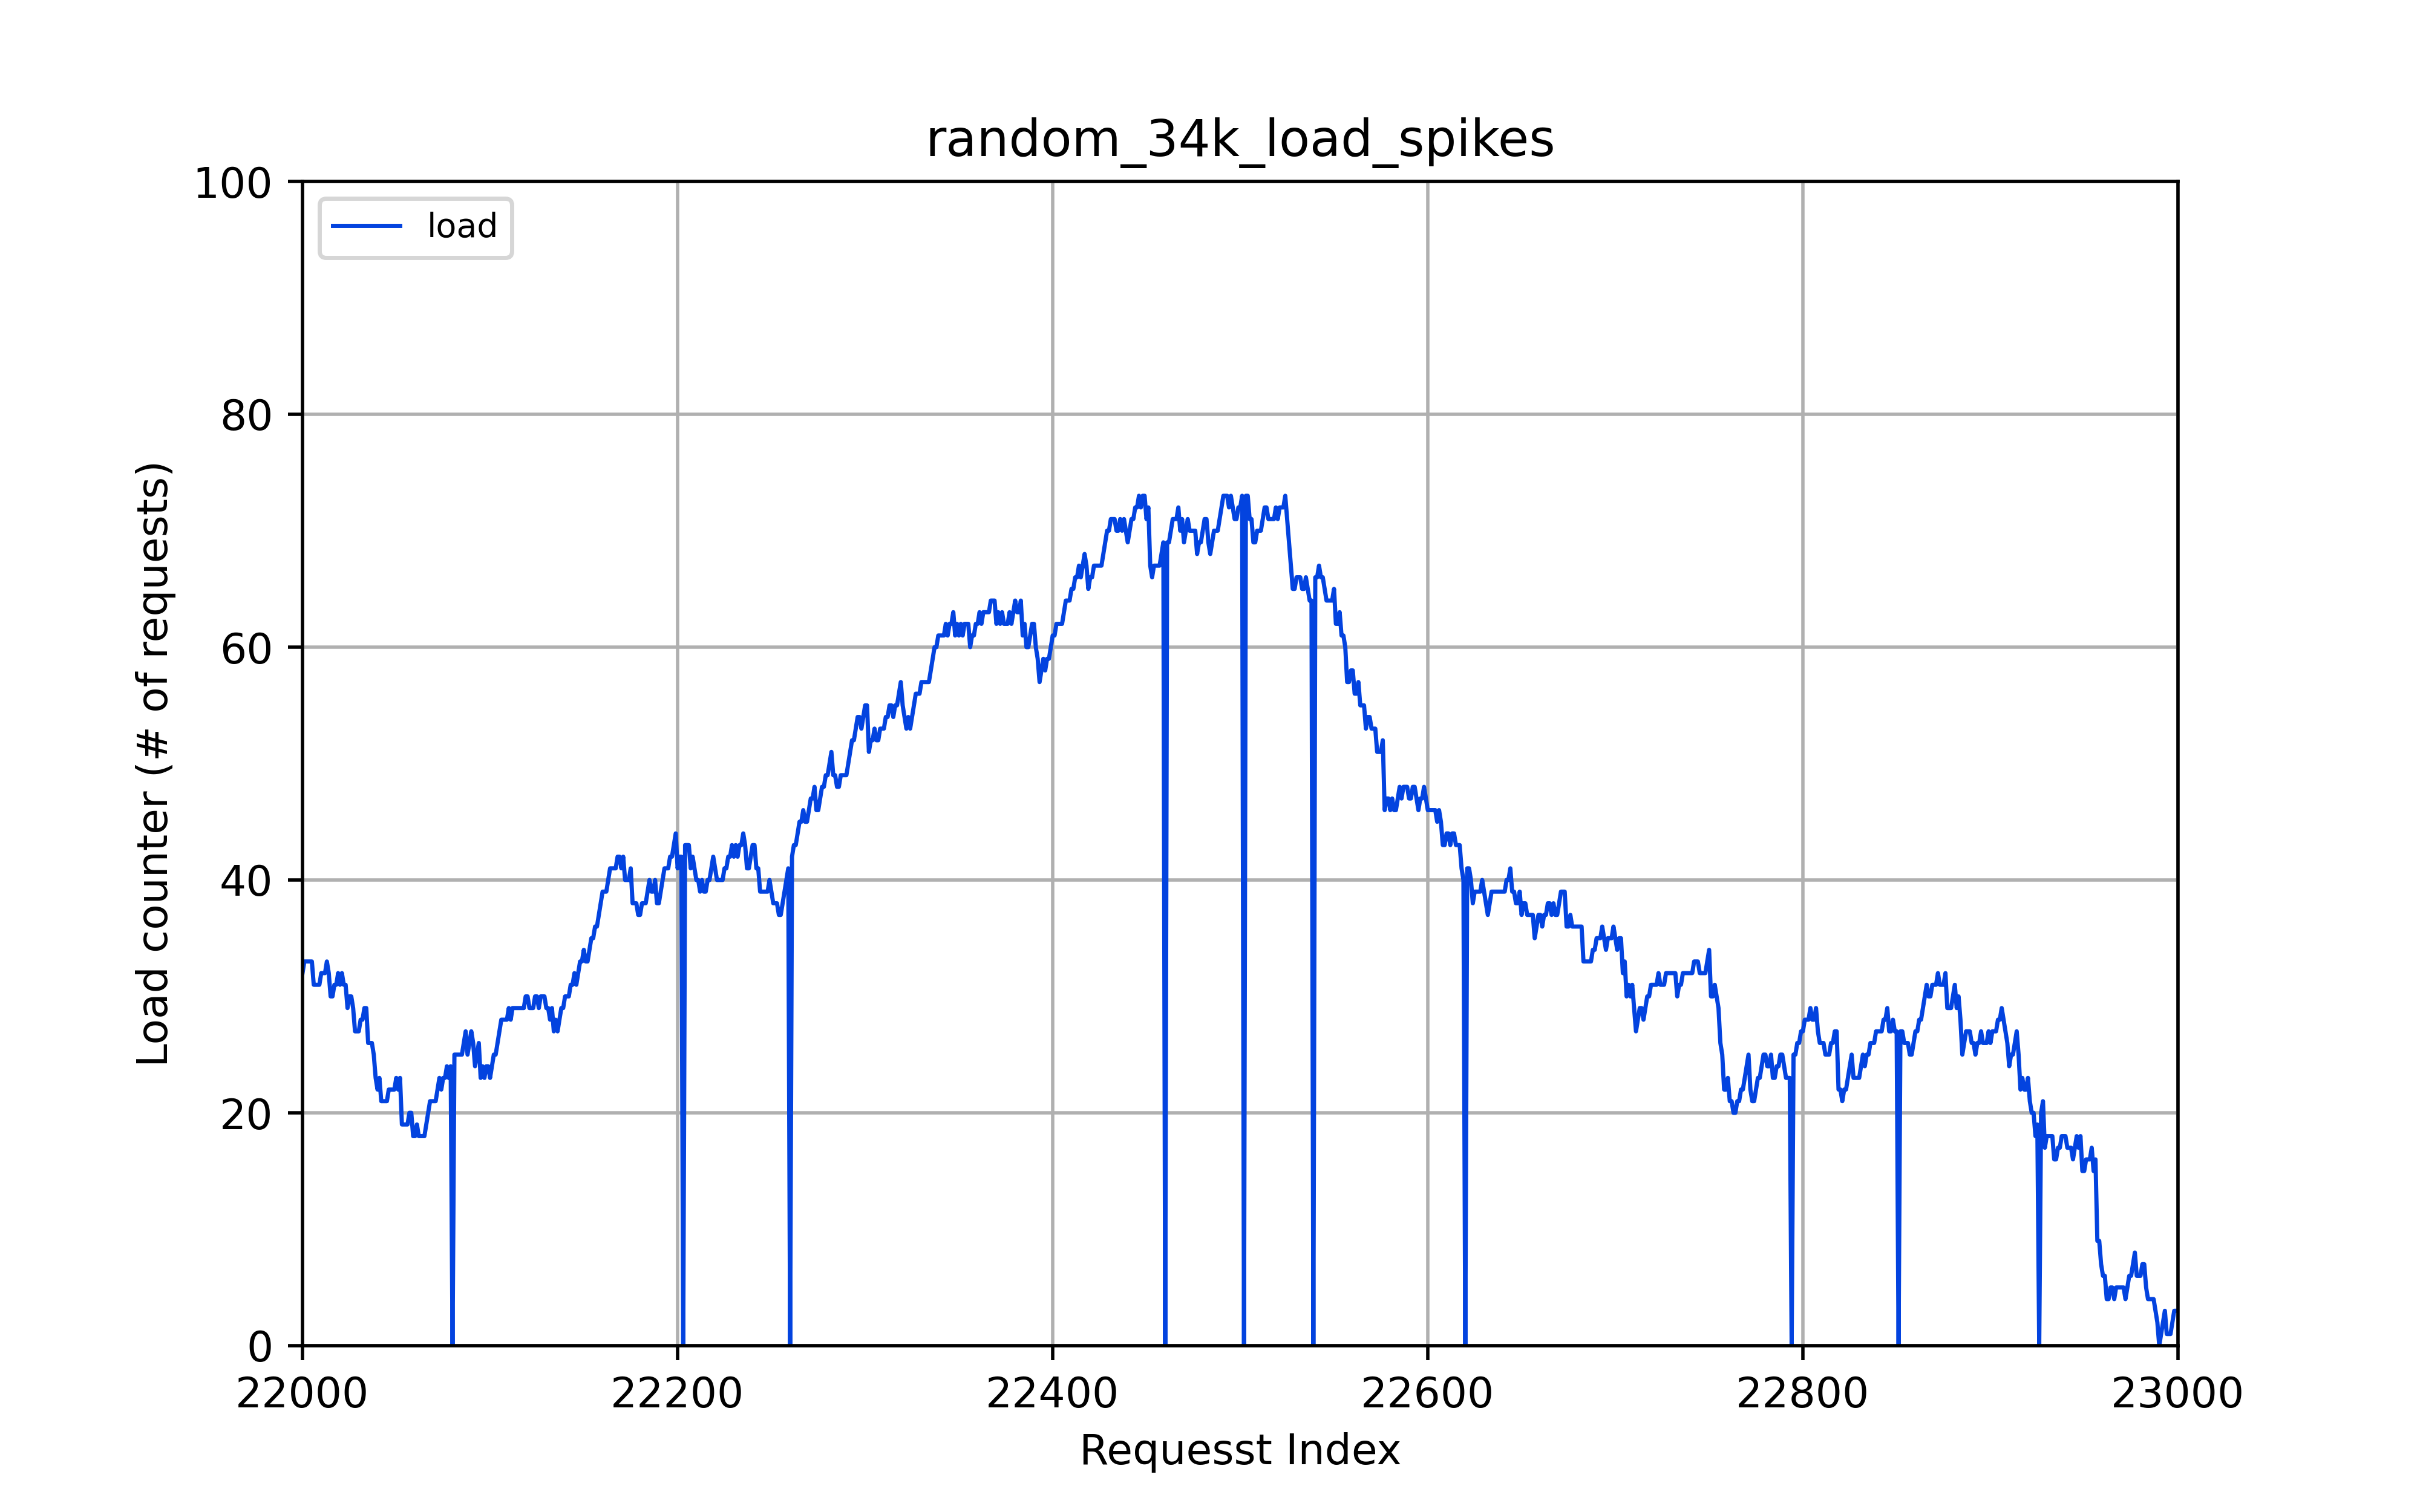 random_34k_load_spikes
load
Load counter (# of requests)
100
80
60
40
20
0
22000 22200 22400 22600 22800 23000
Requesst Index